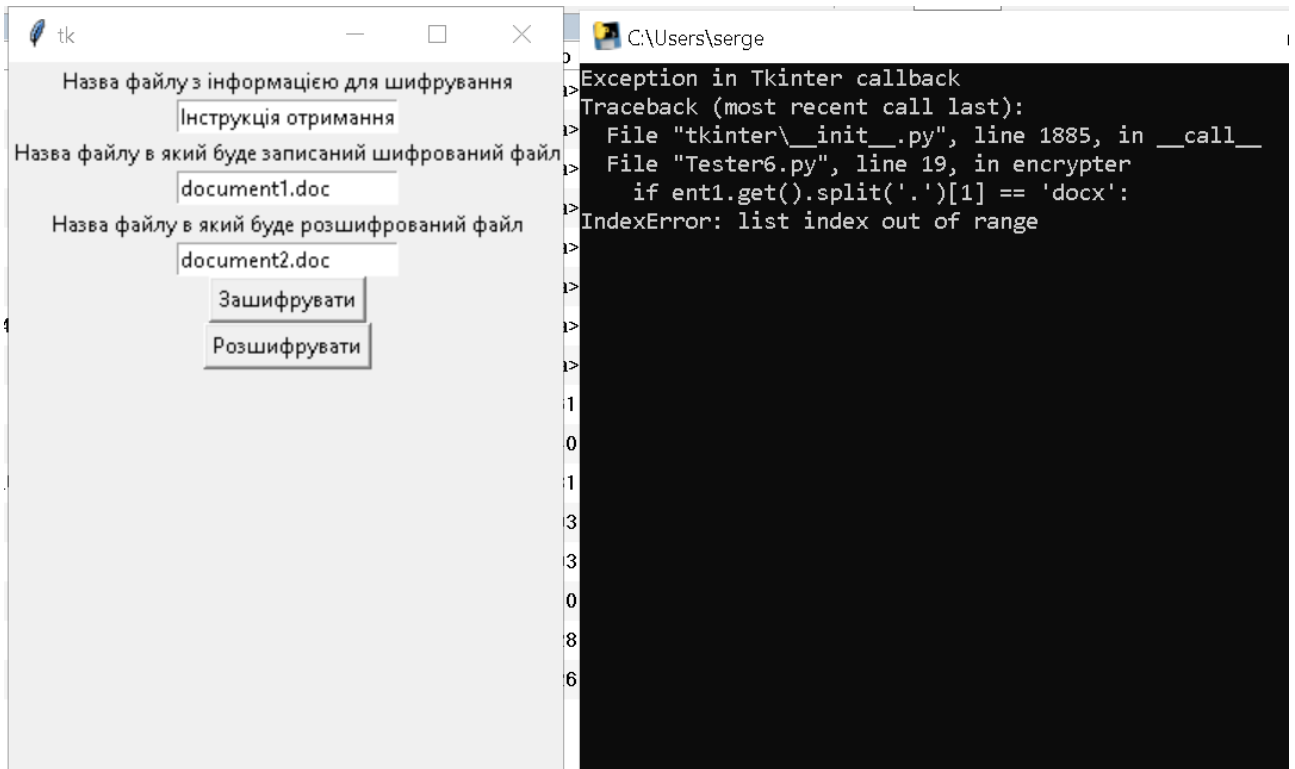 tk
Назва файлу з інформацією для шифрування
Інструкція отримання
Назва файлу в який буде записаний шифрований файл
document1.doc
Назва файлу в який буде розшифрований файл
document2.doc
Зашифрувати
Розшифрувати
C:\Users\serge
Exception in Tkinter callback
Traceback (most recent call last):
  File "tkinter\__init__.py", line 1885, in __call__
  File "Tester6.py", line 19, in encrypter
    if ent1.get().split('.')[1] == 'docx':
IndexError: list index out of range